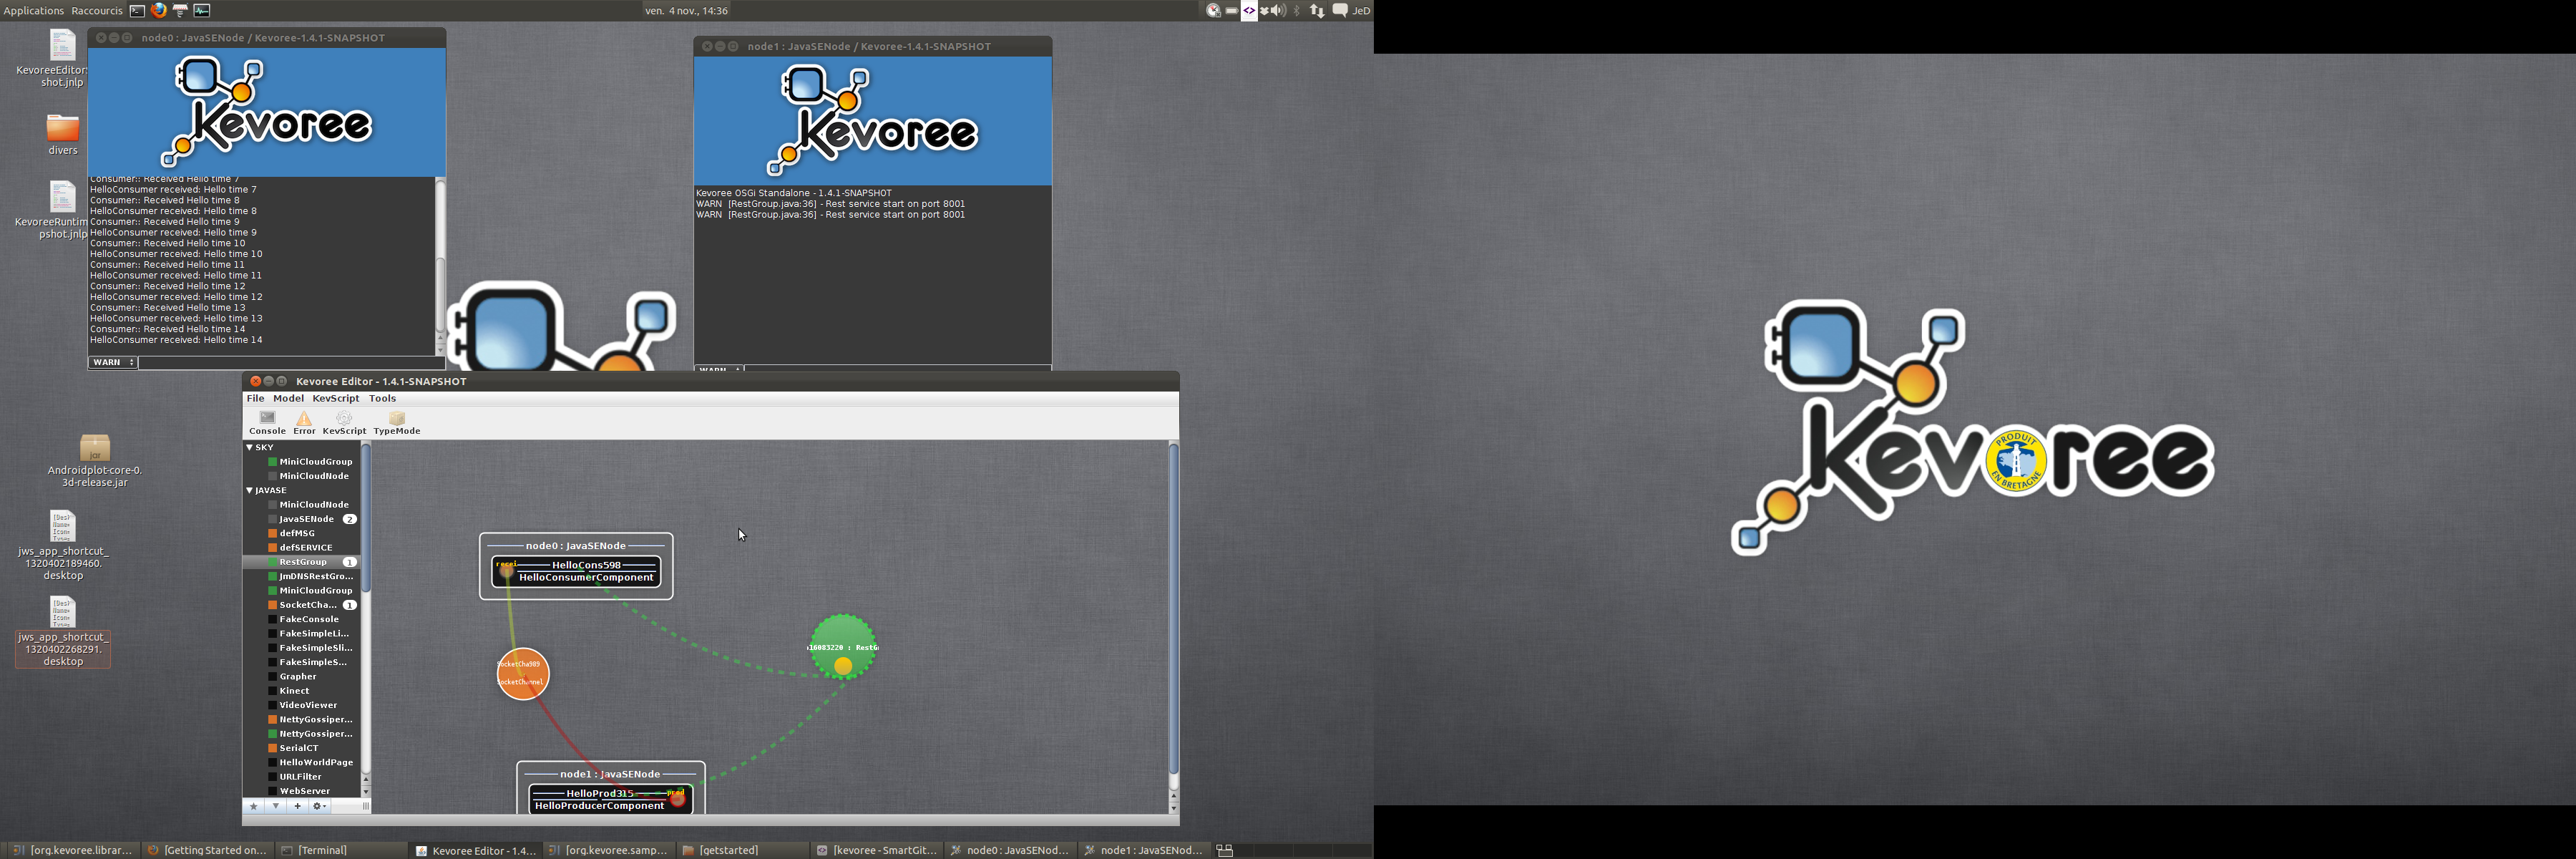 Applications Raccourcis
ven. 4 nov., 14:36
JeD
KevoreeEditor
shot.jnlp
divers
KevoreeRuntim
pshot.jnlp
jar
Androidplot-core-0.
3d-release.jar
jws_app_shortcut_
1320402189460.
desktop
jws_app_shortcut_
1320402268291.
desktop
node0 : JavaSENode / Kevoree-1.4.1-SNAPSHOT
Kevoree
Consumer:: Received Hello time 7
HelloConsumer received: Hello time 7
Consumer:: Received Hello time 8
HelloConsumer received: Hello time 8
Consumer:: Received Hello time 9
HelloConsumer received: Hello time 9
Consumer:: Received Hello time 10
HelloConsumer received: Hello time 10
Consumer:: Received Hello time 11
HelloConsumer received: Hello time 11
Consumer:: Received Hello time 12
HelloConsumer received: Hello time 12
Consumer:: Received Hello time 13
HelloConsumer received: Hello time 13
Consumer:: Received Hello time 14
HelloConsumer received: Hello time 14
WARN
node1 : JavaSENode / Kevoree-1.4.1-SNAPSHOT
Kevoree
Kevoree OSGi Standalone - 1.4.1-SNAPSHOT
WARN [RestGroup.java:36] - Rest service start on port 8001
WARN [RestGroup.java:36] - Rest service start on port 8001
WARN
Kevoree Editor - 1.4.1-SNAPSHOT
File Model KevScript Tools
Console Error KevScript TypeMode
SKY
MiniCloudGroup
MiniCloudNode
JAVASE
MiniCloudNode
JavaSENode 2
defMSG
defSERVICE
RestGroup 1
JmDNSRestGro...
MiniCloudGroup
SocketCha... 1
FakeConsole
FakeSimpleLi...
FakeSimpleSli...
FakeSimpleS...
Grapher
Kinect
VideoViewer
NettyGossiper...
NettyGossiper...
SerialCT
HelloWorldPage
URLFilter
WebServer
node0 : JavaSENode
recei
HelloCons598
HelloConsumerComponent
SocketCha989
SocketChannel
16083220 : RestG
node1 : JavaSENode
HelloProd315
prod
HelloProducerComponent
[org.kevoree.librar...
[Getting Started on...
[Terminal]
Kevoree Editor - 1.4...
[org.kevoree.samp...
[getstarted]
[kevoree - SmartGit...
node0 : JavaSENod...
node1 : JavaSENod...
Kevoree
PRODUIT
EN BRETAGNE